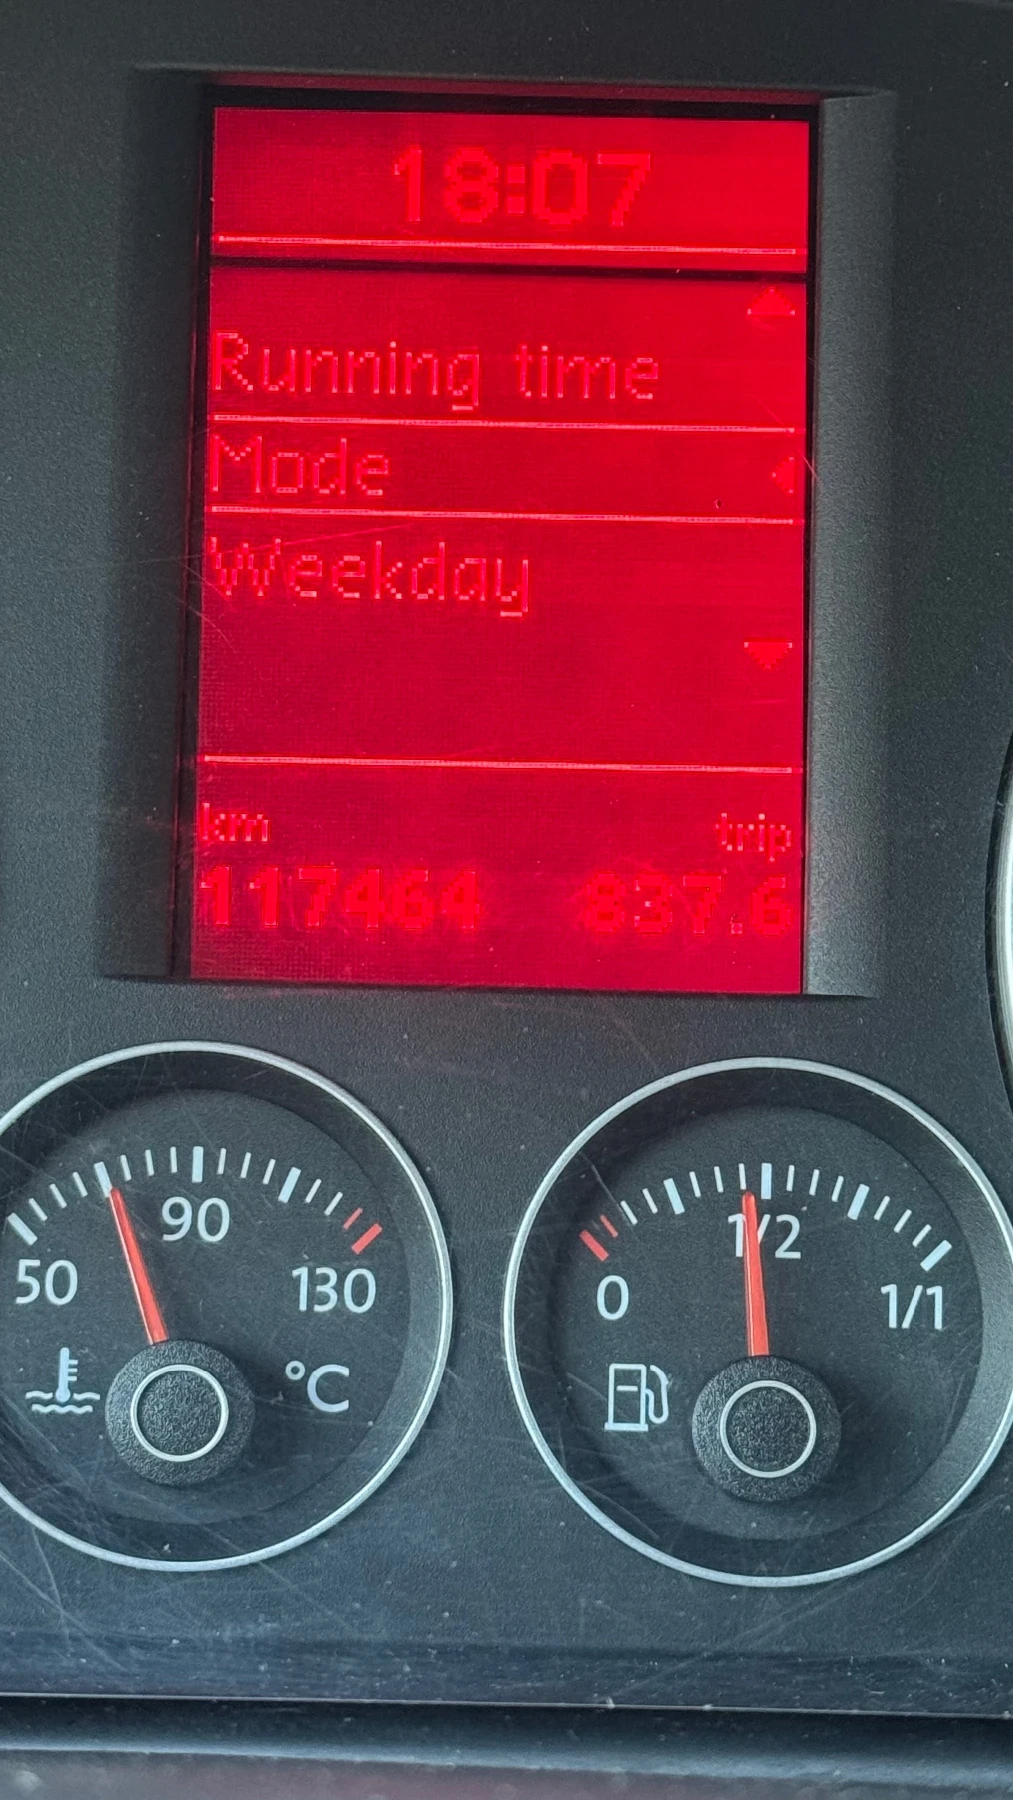 18:07
Running time
Mode
Weekday
km trip
117464 837.6
90
50 130
°C
1/2
0 1/1